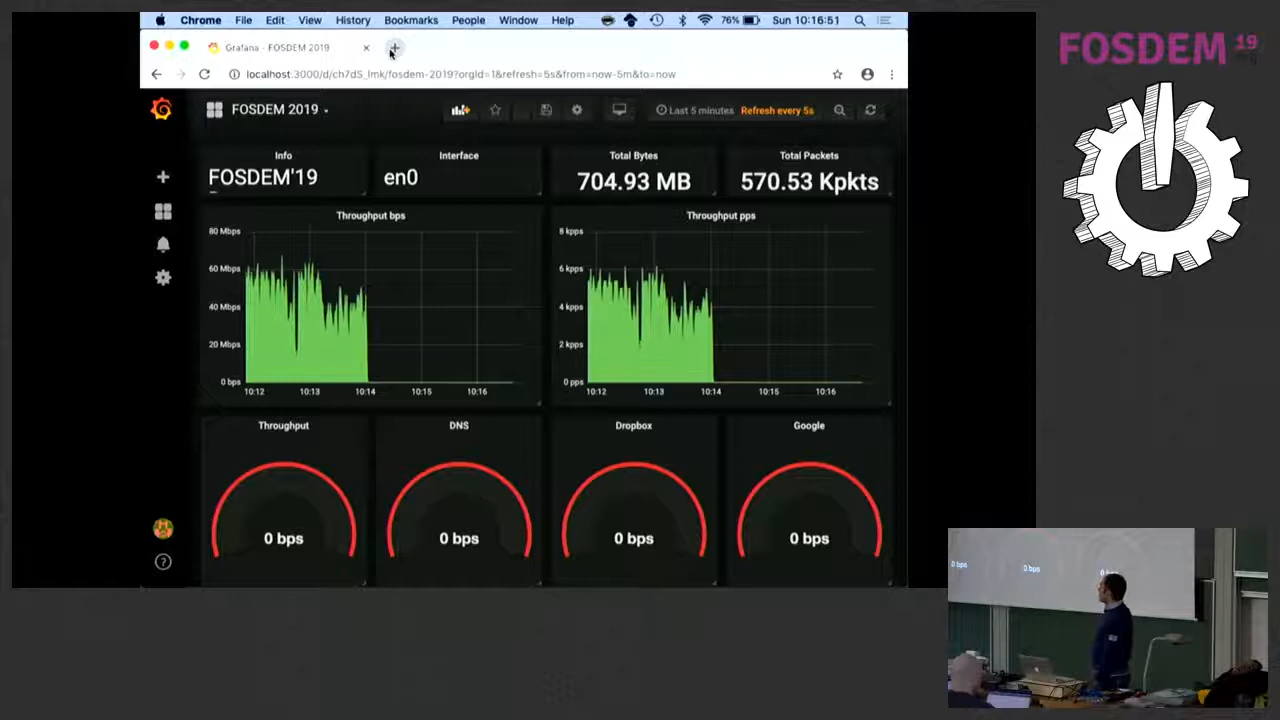 Chrome File Edit View History Bookmarks People Window Help 76% Sun 10:16:51
Grafana - FOSDEM 2019
localhost:3000/d/ch7dS_lmk/fosdem-2019?orgId=1&refresh=5s&from=now-5m&to=now
FOSDEM 2019
Last 5 minutes Refresh every 5s
Info
FOSDEM'19
Interface
en0
Total Bytes
704.93 MB
Total Packets
570.53 Kpkts
Throughput bps
80 Mbps
60 Mbps
40 Mbps
20 Mbps
0 bps
10:12 10:13 10:14 10:15 10:16
Throughput pps
8 kpps
6 kpps
4 kpps
2 kpps
0 pps
10:12 10:13 10:14 10:15 10:16
Throughput
0 bps
DNS
0 bps
Dropbox
0 bps
Google
0 bps
FOSDEM 19
0 bps
0 bps